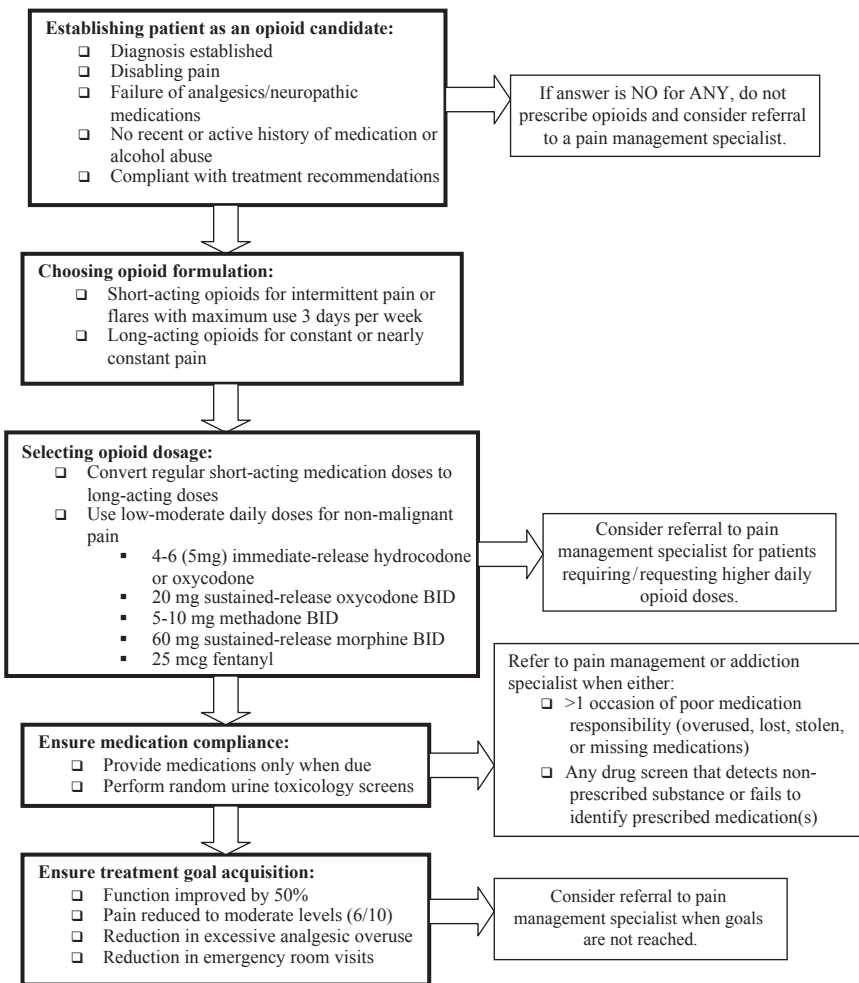 Establishing patient as an opioid candidate:
❑ Diagnosis established
❑ Disabling pain
❑ Failure of analgesics/neuropathic
medications
❑ No recent or active history of medication or
alcohol abuse
❑ Compliant with treatment recommendations
If answer is NO for ANY, do not
prescribe opioids and consider referral
to a pain management specialist.
Choosing opioid formulation:
❑ Short-acting opioids for intermittent pain or
flares with maximum use 3 days per week
❑ Long-acting opioids for constant or nearly
constant pain
Selecting opioid dosage:
❑ Convert regular short-acting medication doses to
long-acting doses
❑ Use low-moderate daily doses for non-malignant
pain
▪ 4-6 (5mg) immediate-release hydrocodone
or oxycodone
▪ 20 mg sustained-release oxycodone BID
▪ 5-10 mg methadone BID
▪ 60 mg sustained-release morphine BID
▪ 25 mcg fentanyl
Consider referral to pain
management specialist for patients
requiring/requesting higher daily
opioid doses.
Ensure medication compliance:
❑ Provide medications only when due
❑ Perform random urine toxicology screens
Refer to pain management or addiction
specialist when either:
❑ >1 occasion of poor medication
responsibility (overused, lost, stolen,
or missing medications)
❑ Any drug screen that detects non-
prescribed substance or fails to
identify prescribed medication(s)
Ensure treatment goal acquisition:
❑ Function improved by 50%
❑ Pain reduced to moderate levels (6/10)
❑ Reduction in excessive analgesic overuse
❑ Reduction in emergency room visits
Consider referral to pain
management specialist when goals
are not reached.